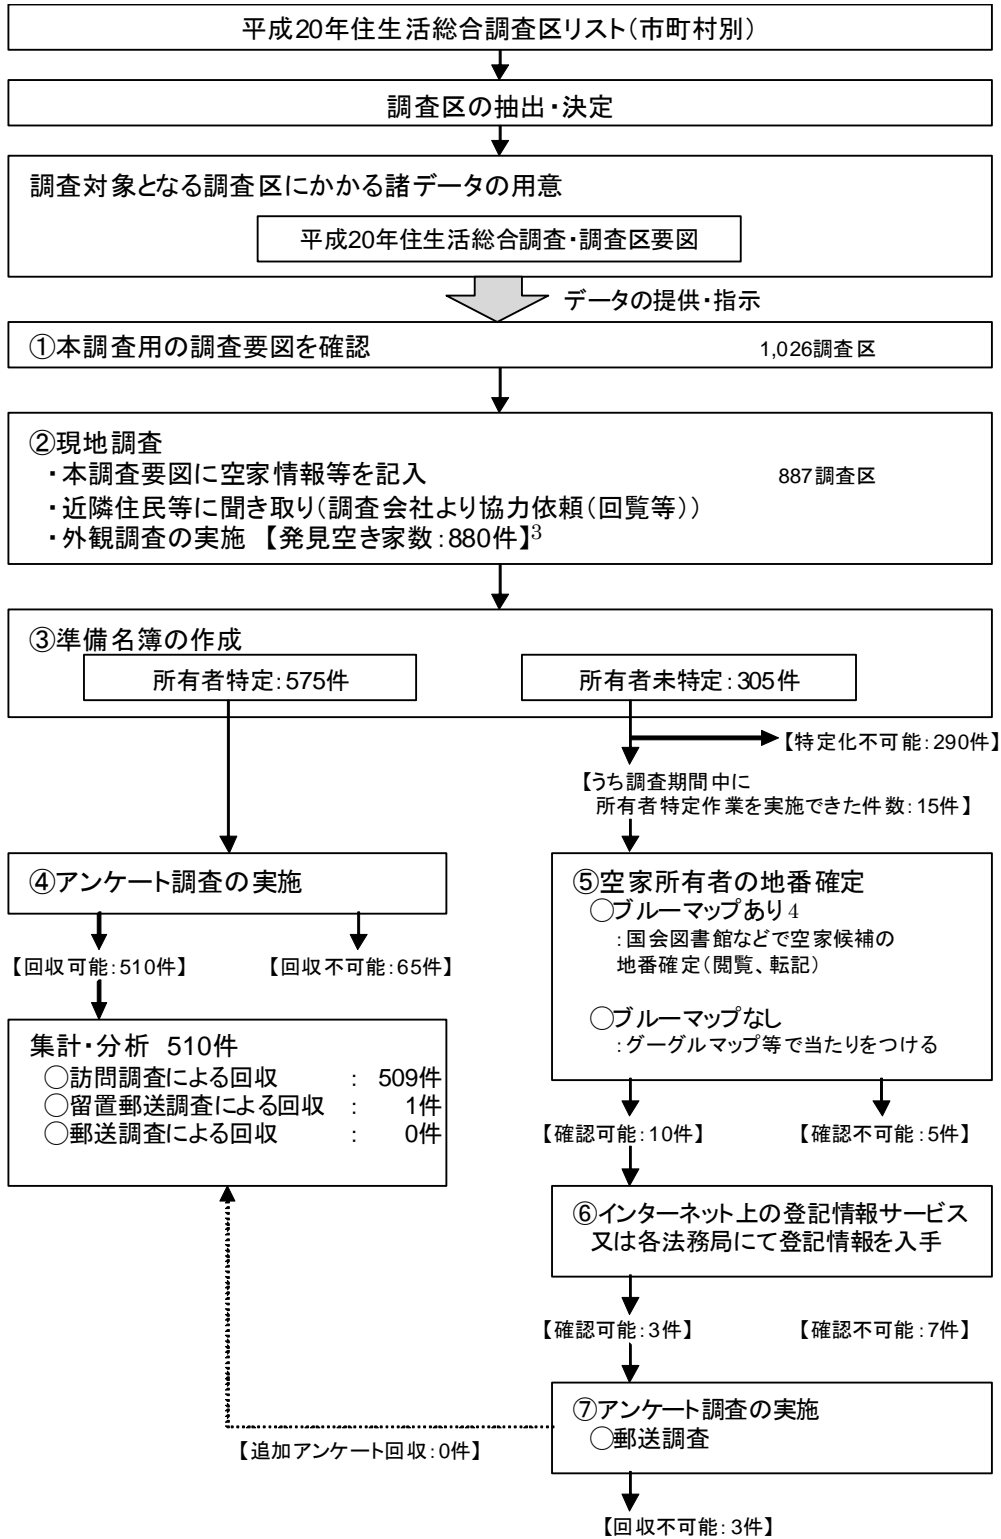 平成20年住生活総合調査区リスト(市町村別)
調査区の抽出・決定
調査対象となる調査区にかかる諸データの用意
平成20年住生活総合調査・調査区要図
データの提供・指示
①本調査用の調査要図を確認 1,026調査区
②現地調査
・本調査要図に空家情報等を記入 887調査区
・近隣住民等に聞き取り(調査会社より協力依頼(回覧等))
・外観調査の実施 【発見空き家数:880件】3
③準備名簿の作成
所有者特定:575件
所有者未特定:305件
【特定化不可能:290件】
【うち調査期間中に
所有者特定作業を実施できた件数:15件】
④アンケート調査の実施
【回収可能:510件】 【回収不可能:65件】
集計・分析 510件
○訪問調査による回収 : 509件
○留置郵送調査による回収 : 1件
○郵送調査による回収 : 0件
⑤空家所有者の地番確定
○ブルーマップあり4
:国会図書館などで空家候補の
地番確定(閲覧、転記)
○ブルーマップなし
:グーグルマップ等で当たりをつける
【確認可能:10件】 【確認不可能:5件】
⑥インターネット上の登記情報サービス
又は各法務局にて登記情報を入手
【確認可能:3件】 【確認不可能:7件】
⑦アンケート調査の実施
○郵送調査
【追加アンケート回収:0件】
【回収不可能:3件】